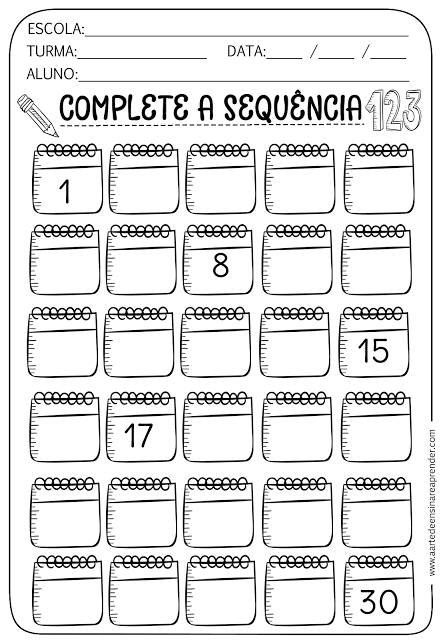 ESCOLA:
TURMA: DATA: / /
ALUNO:
COMPLETE A SEQUÊNCIA 123
1
8
15
17
30
www.aartedeensinareaprender.com